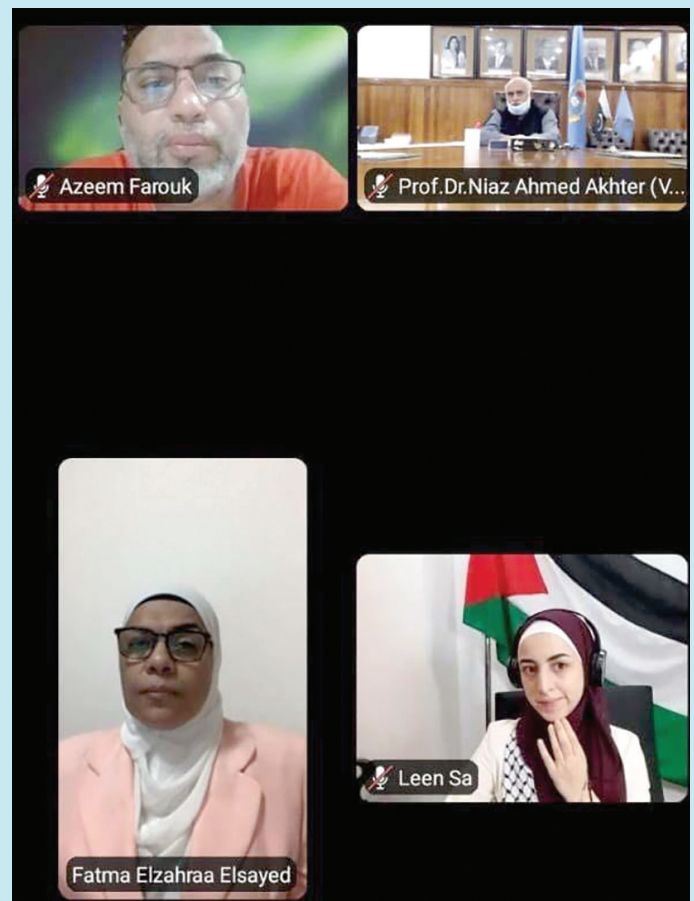 Azeem Farouk
Prof.Dr.Niaz Ahmed Akhter (V...
Fatma Elzahraa Elsayed
Leen Sa